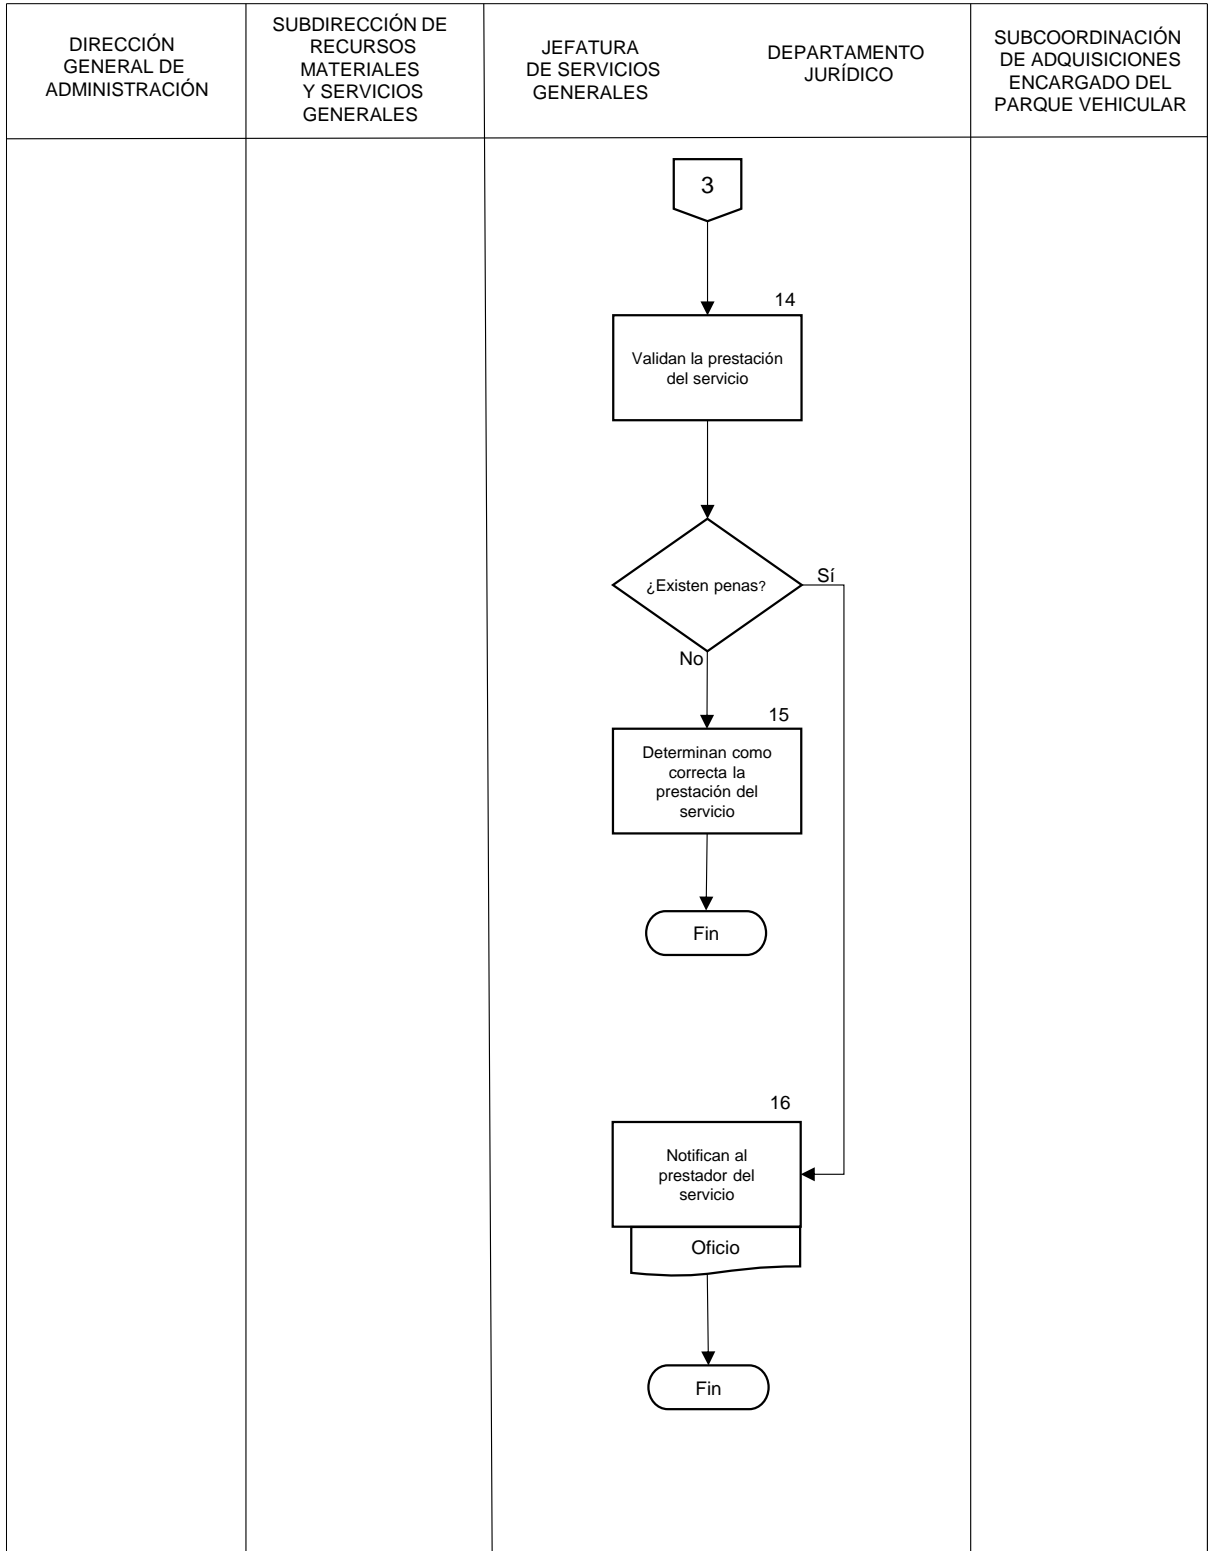 DIRECCIÓN
GENERAL DE
ADMINISTRACIÓN
SUBDIRECCIÓN DE
RECURSOS
MATERIALES
Y SERVICIOS
GENERALES
JEFATURA
DE SERVICIOS
GENERALES
DEPARTAMENTO
JURÍDICO
SUBCOORDINACIÓN
DE ADQUISICIONES
ENCARGADO DEL
PARQUE VEHICULAR
3
14
Validan la prestación
del servicio
¿Existen penas?
Sí
No
15
Determinan como
correcta la
prestación del
servicio
Fin
16
Notifican al
prestador del
servicio
Oficio
Fin